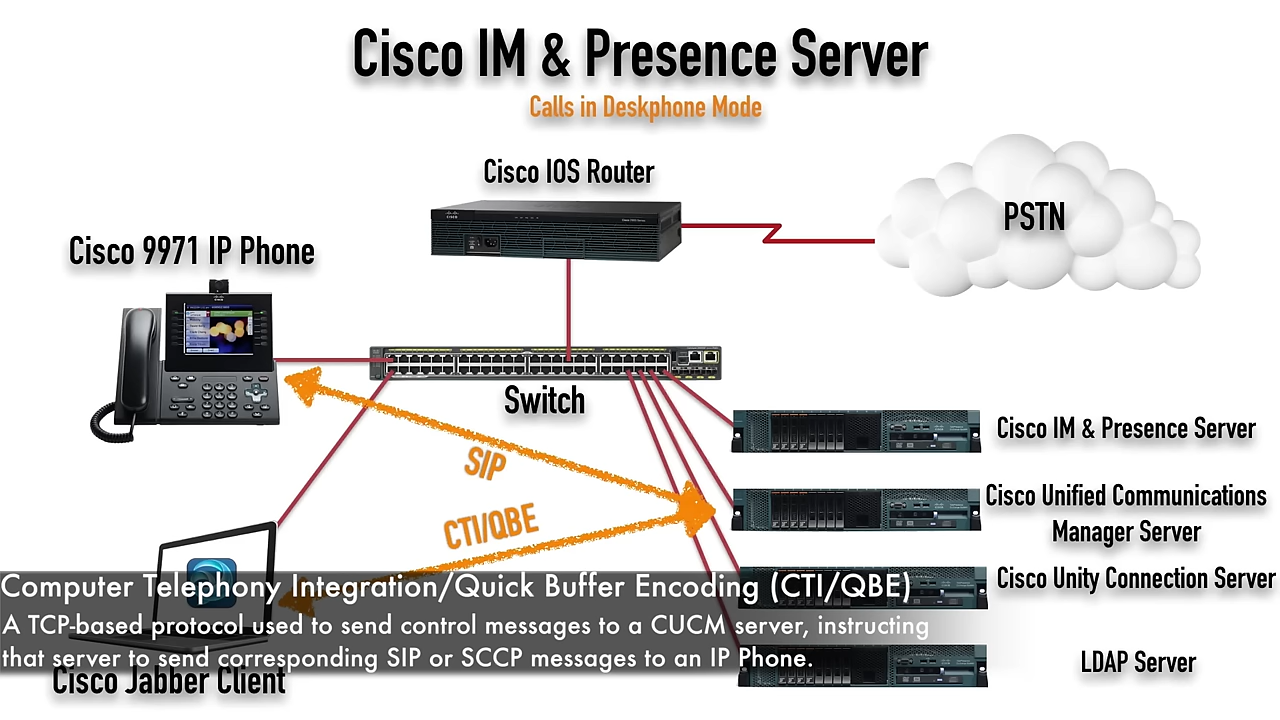 Cisco IM & Presence Server
Calls in Deskphone Mode
Cisco IOS Router
PSTN
Cisco 9971 IP Phone
Switch
Cisco IM & Presence Server
SIP
Cisco Unified Communications
Manager Server
CTI/QBE
Cisco Unity Connection Server
Computer Telephony Integration/Quick Buffer Encoding (CTI/QBE)
A TCP-based protocol used to send control messages to a CUCM server, instructing
that server to send corresponding SIP or SCCP messages to an IP Phone.
LDAP Server
Cisco Jabber Client